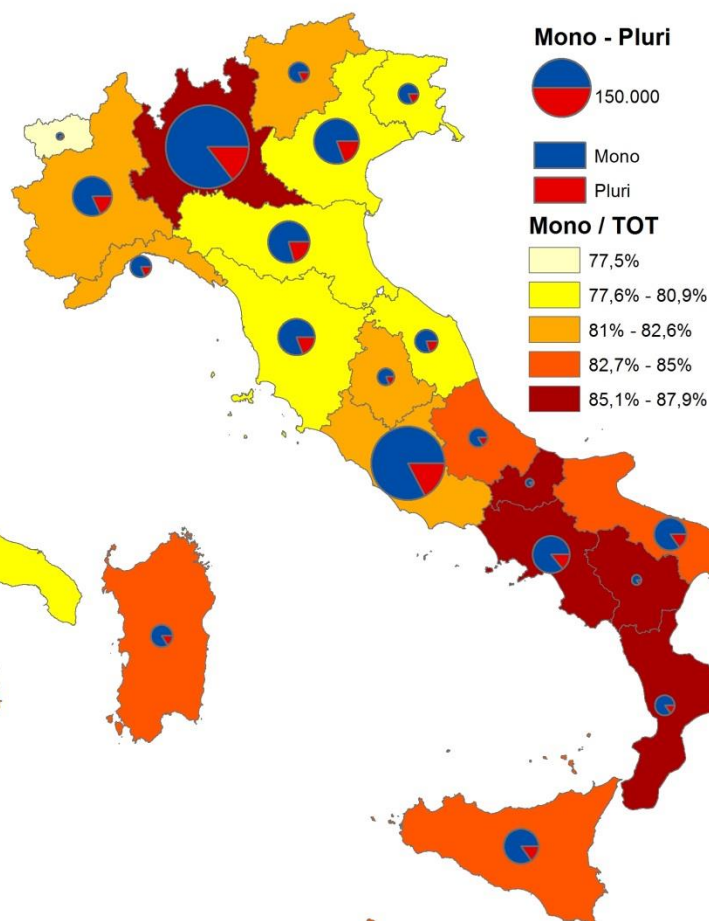 Mono - Pluri
150.000
Mono
Pluri
Mono / TOT
77,5%
77,6% - 80,9%
81% - 82,6%
82,7% - 85%
85,1% - 87,9%